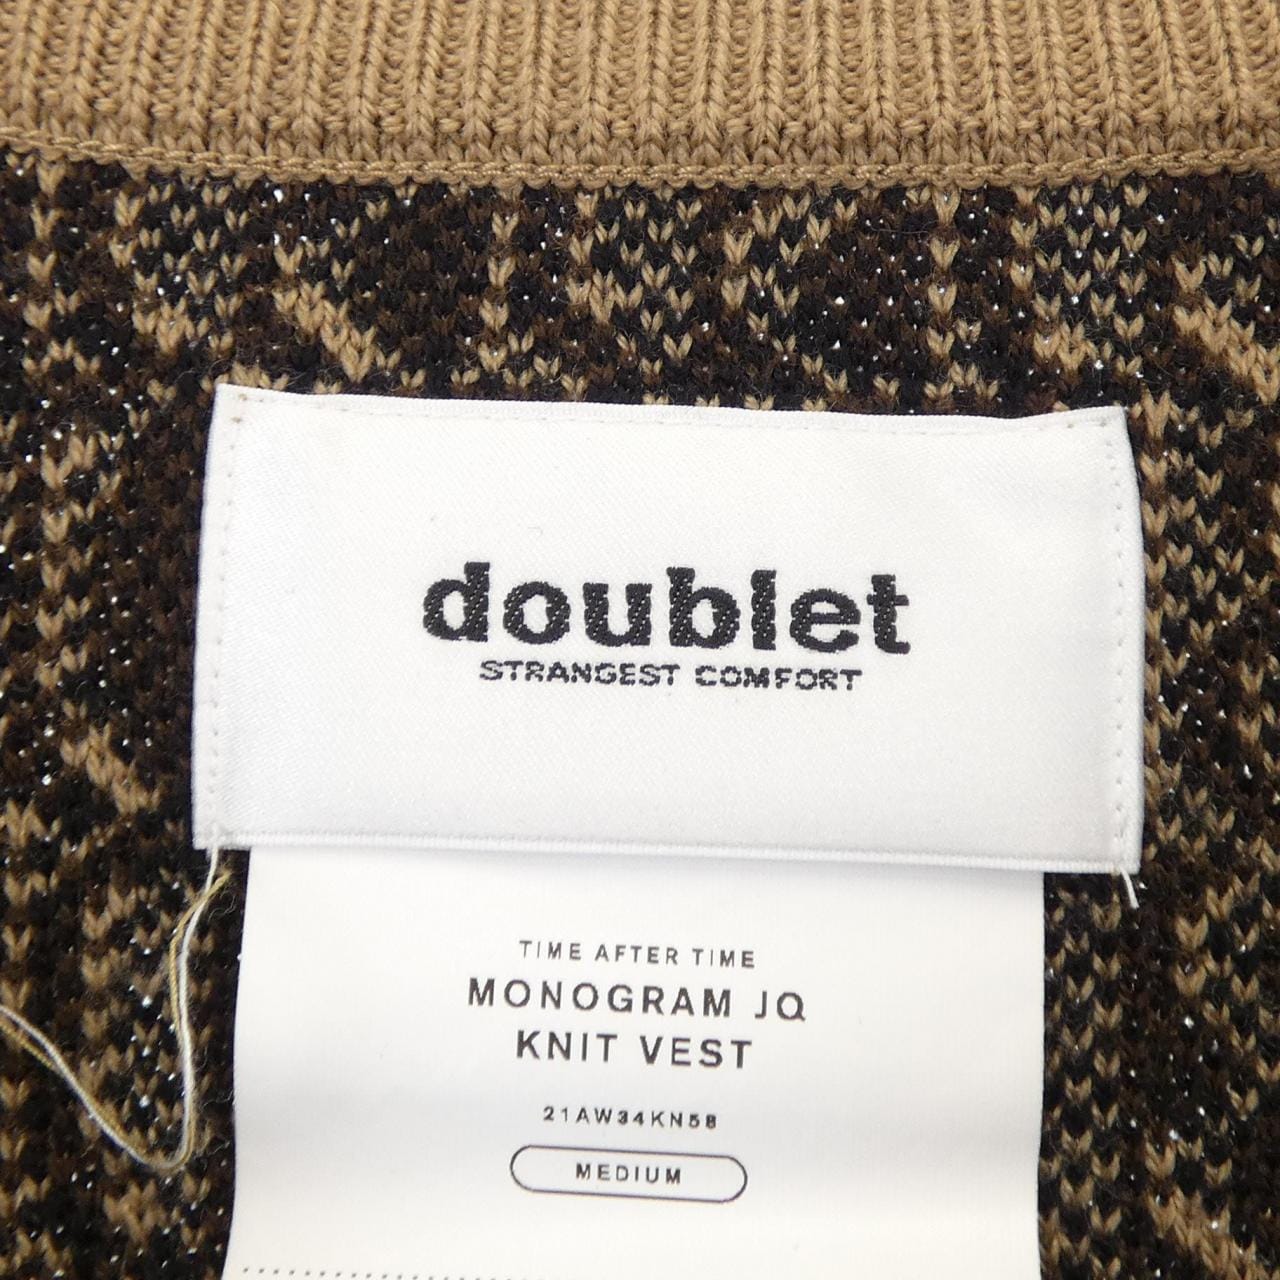 doublet
STRANGEST COMFORT
TIME AFTER TIME
MONOGRAM JQ
KNIT VEST
21AW34KN58
MEDIUM